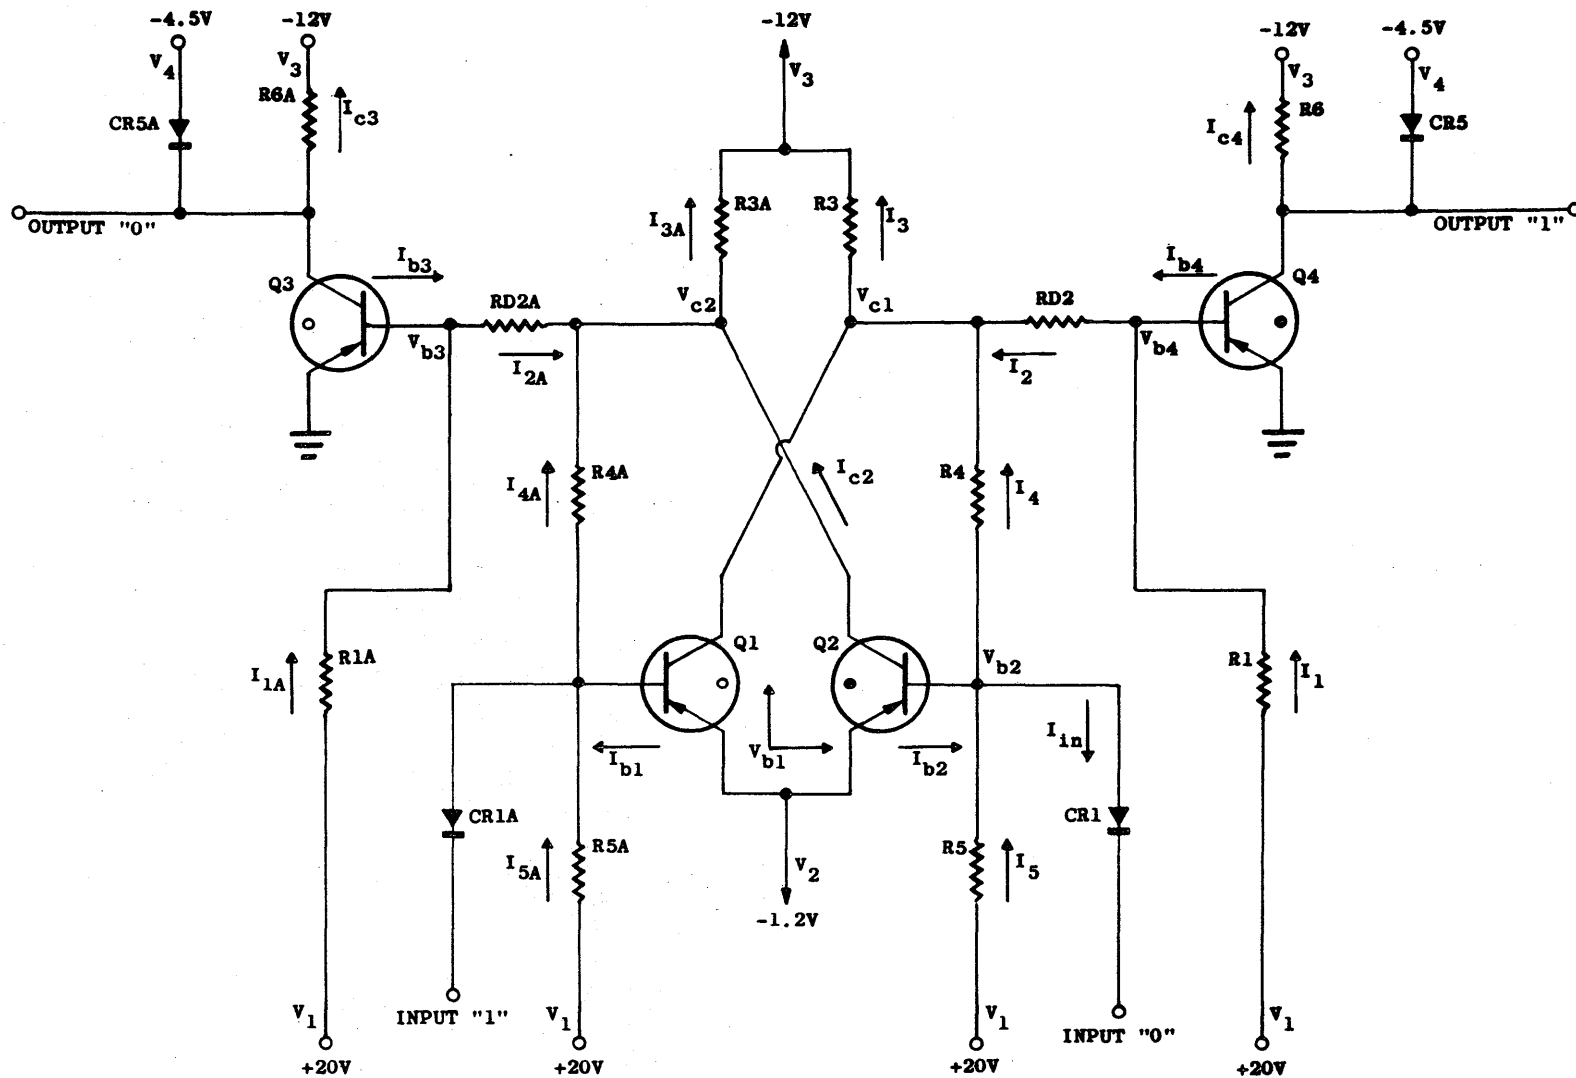 -4.5V -12V -12V -12V -4.5V
V4 V3 V3 V3 V4
R6A Ic3 Ic4 R6
CR5A CR5
I3A R3A R3 I3
OUTPUT "0" OUTPUT "1"
Ib3 Ib4
Q3 Q4
RD2A Vc2 Vc1 RD2
Vb3 Vb4
I2A I2
I4A R4A Ic2 R4 I4
Q1 Q2
I1A R1A Vb2 R1 I1
Ib1 Vb1 Ib2 Iin
CR1A CR1
I5A R5A V2 R5 I5
-1.2V
INPUT "1" INPUT "0"
V1 V1 V1 V1
+20V +20V +20V +20V